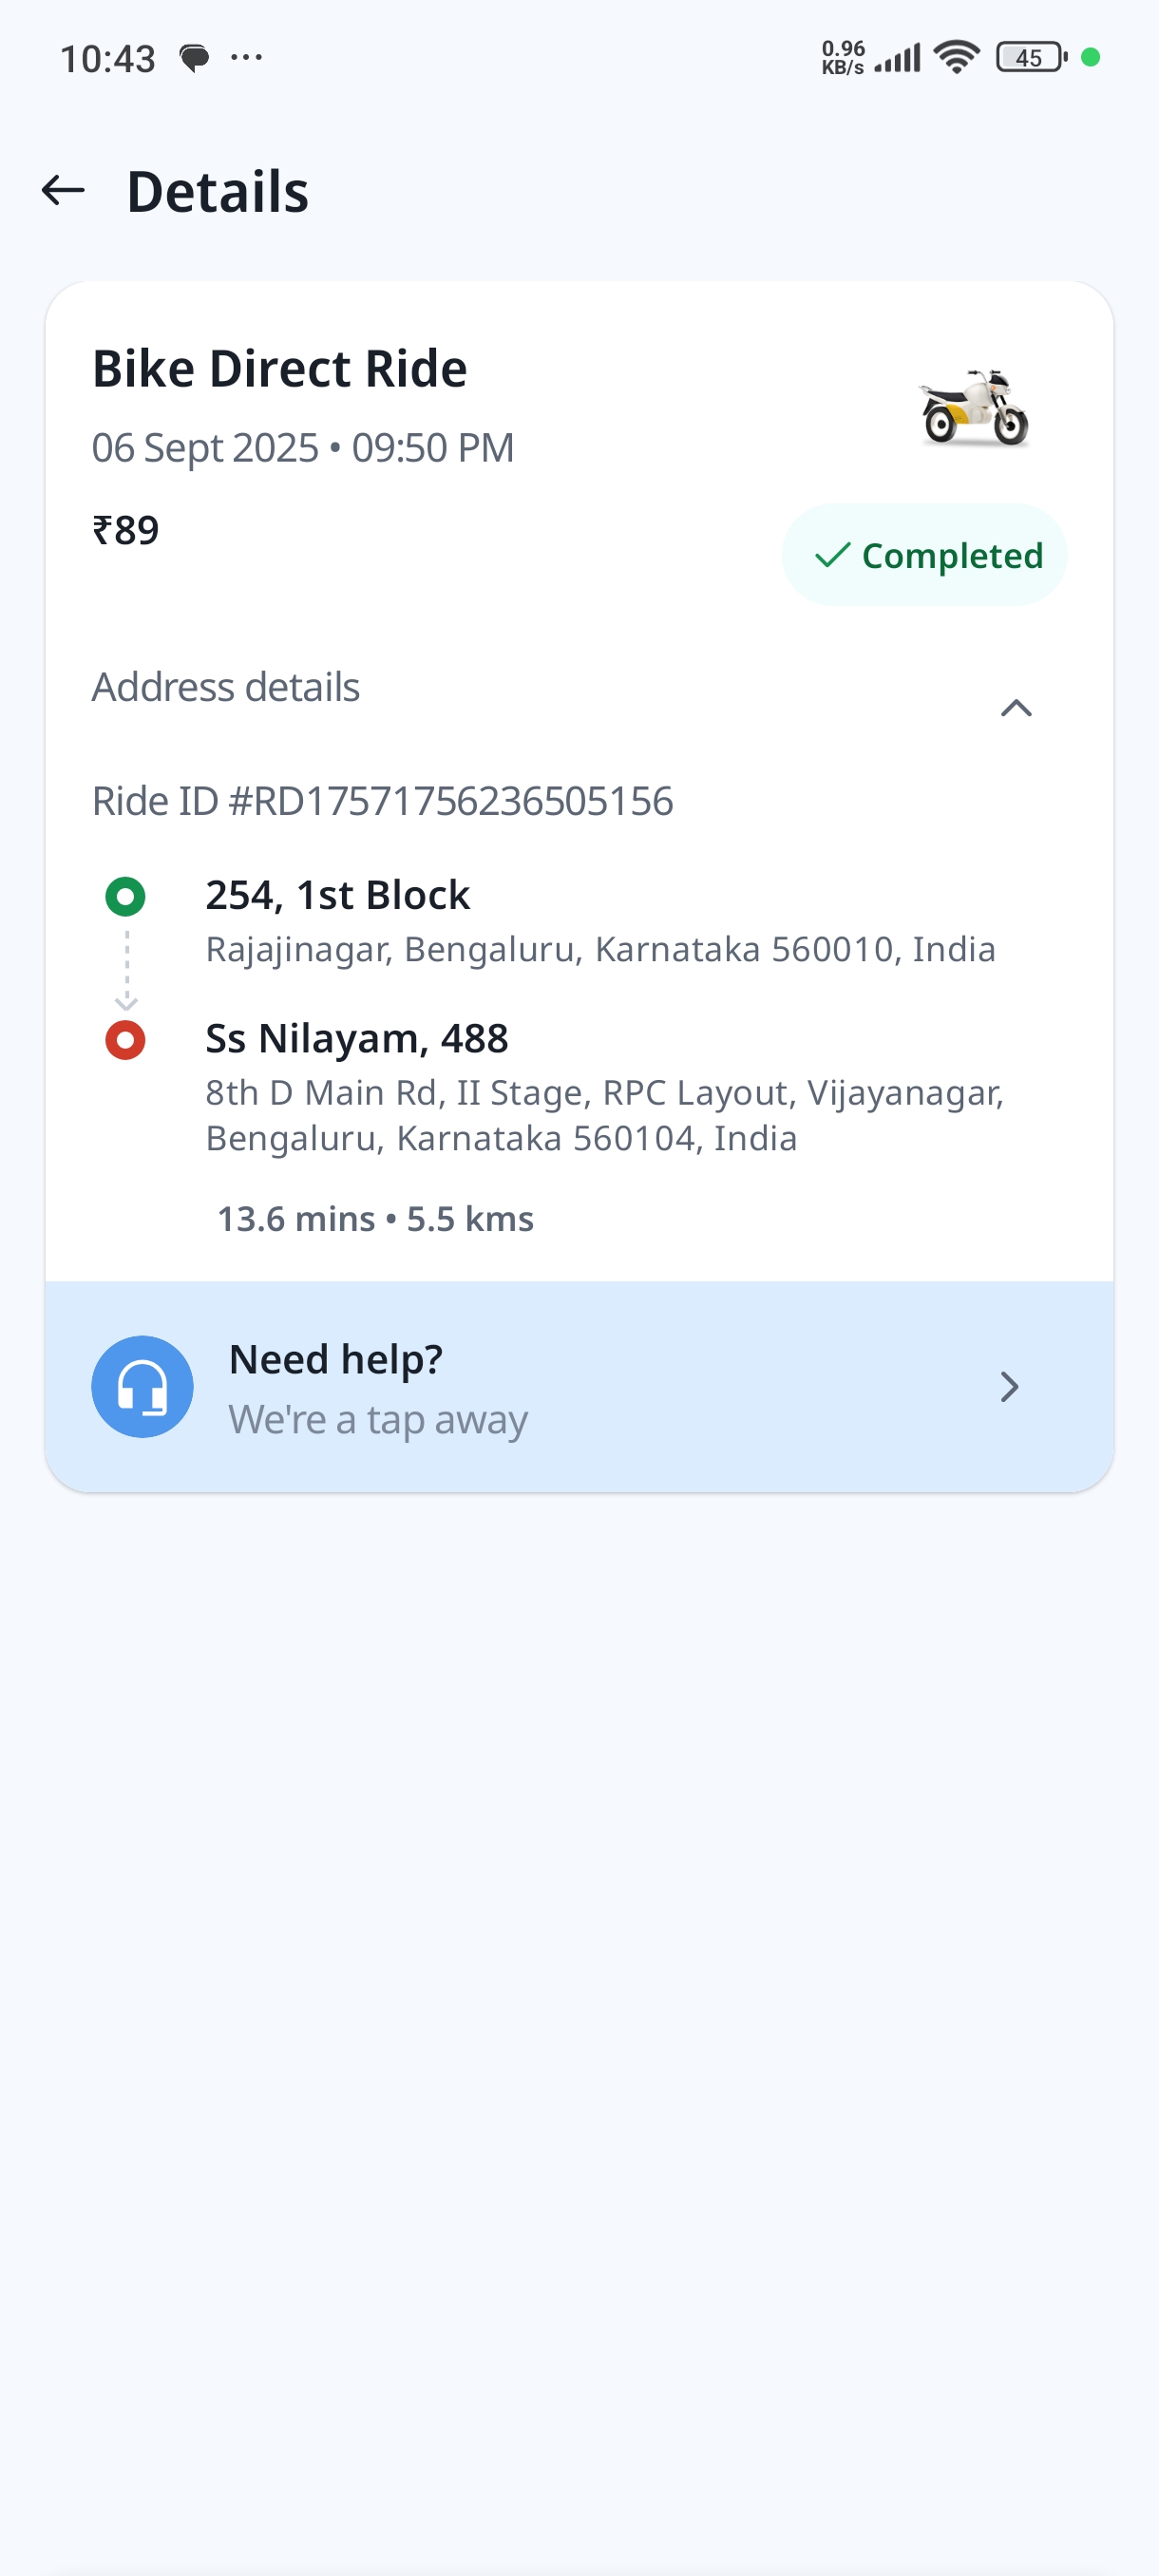 10:43 ... 0.96 KB/s 45
Details
Bike Direct Ride
06 Sept 2025 • 09:50 PM
₹89
Completed
Address details
Ride ID #RD17571756236505156
254, 1st Block
Rajajinagar, Bengaluru, Karnataka 560010, India
Ss Nilayam, 488
8th D Main Rd, II Stage, RPC Layout, Vijayanagar,
Bengaluru, Karnataka 560104, India
13.6 mins • 5.5 kms
Need help?
We're a tap away